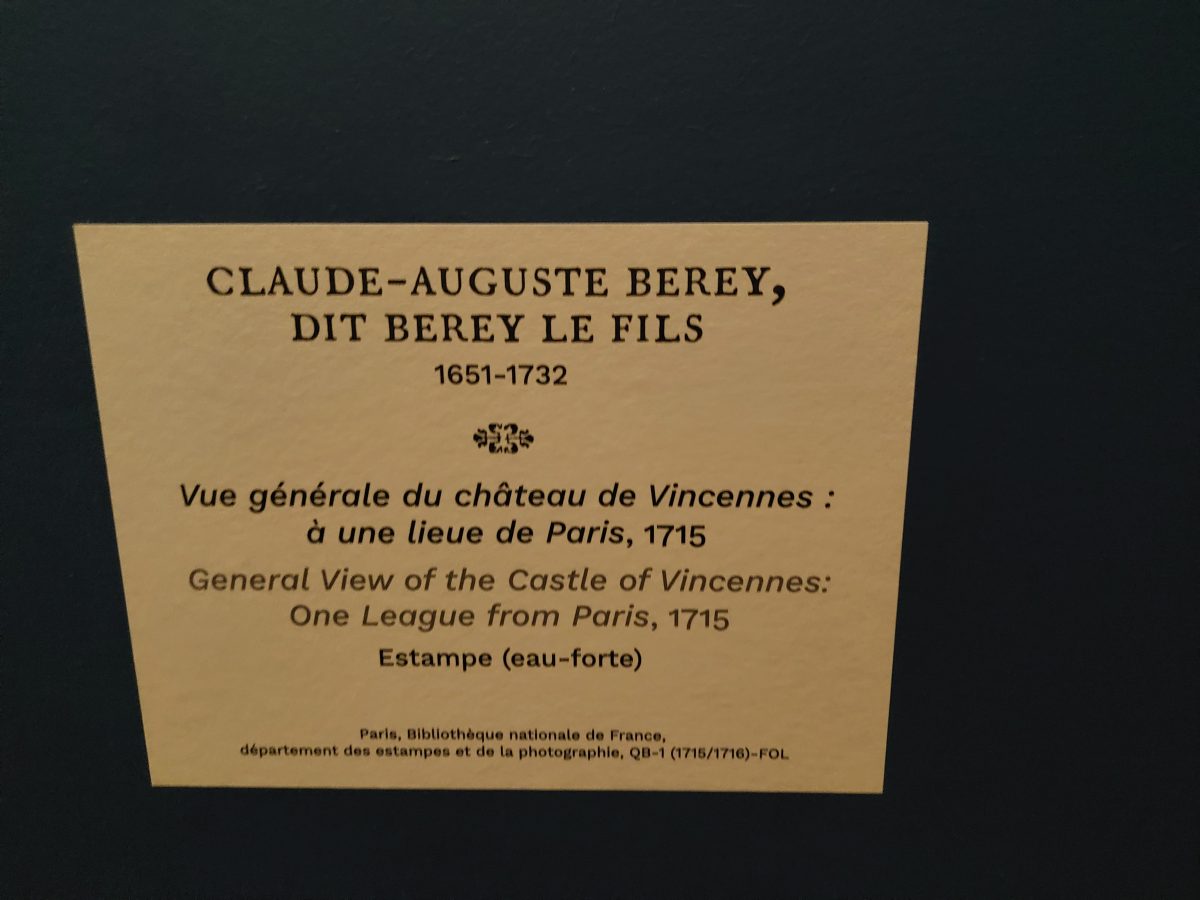 CLAUDE-AUGUSTE BEREY,
DIT BEREY LE FILS
1651-1732
Vue générale du château de Vincennes :
à une lieue de Paris, 1715
General View of the Castle of Vincennes:
One League from Paris, 1715
Estampe (eau-forte)
Paris, Bibliothèque nationale de France,
département des estampes et de la photographie, QB-1 (1715/1716)-FOL